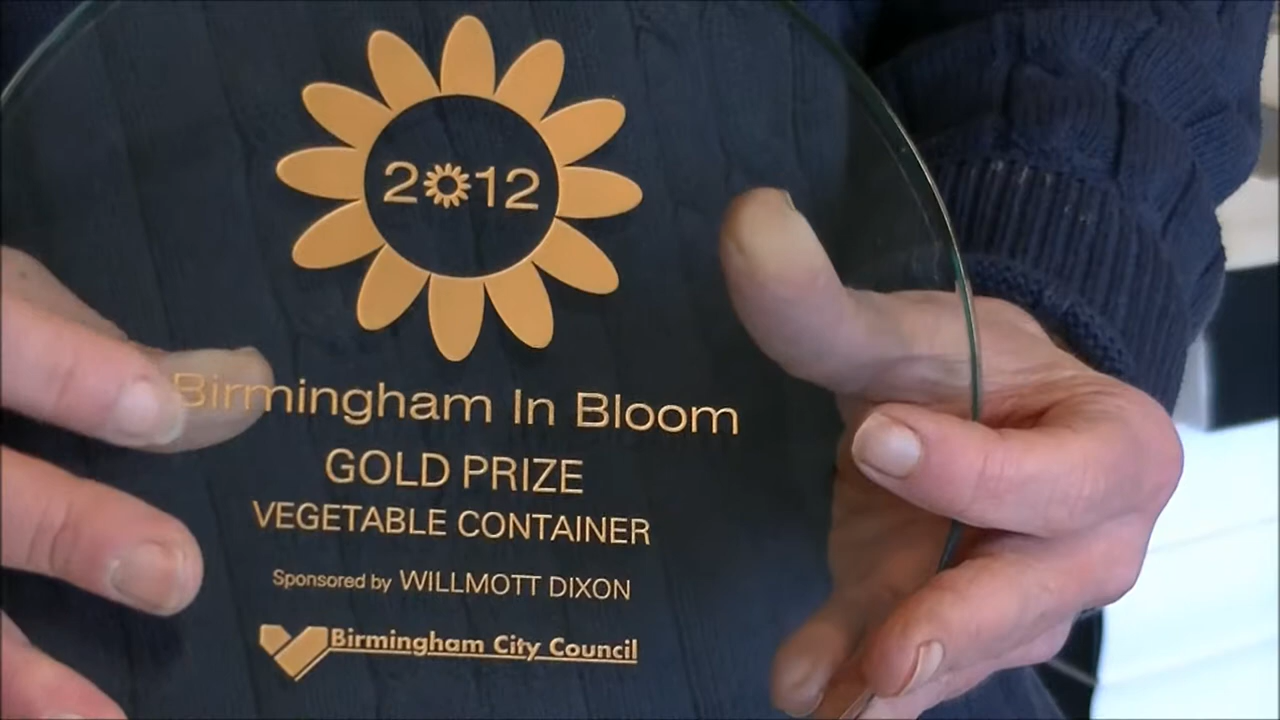 2012
Birmingham In Bloom
GOLD PRIZE
VEGETABLE CONTAINER
Sponsored by WILLMOTT DIXON
Birmingham City Council